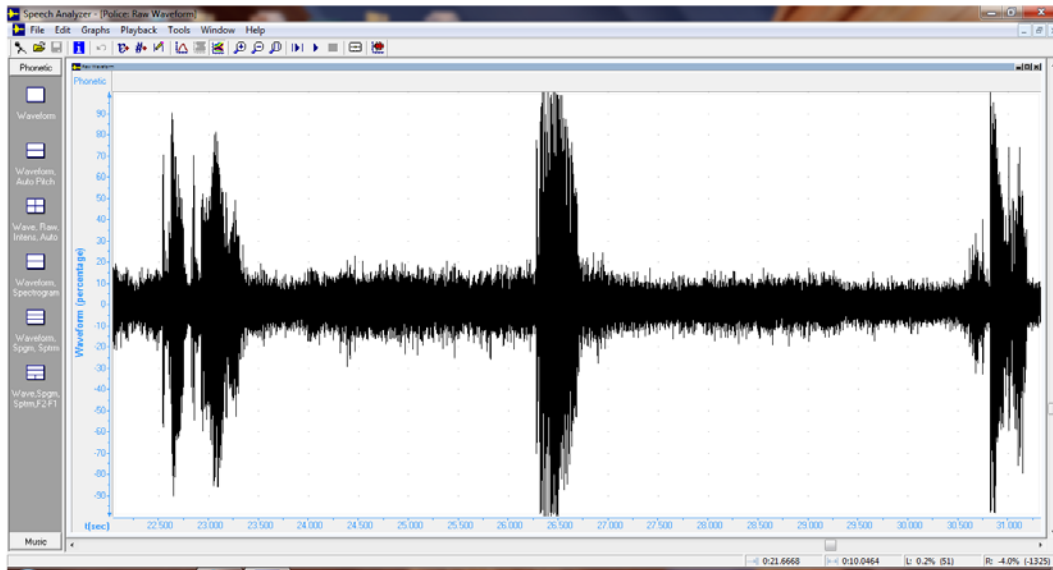 Speech Analyzer - [Police: Raw Waveform]
File Edit Graphs Playback Tools Window Help
Phonetic
Raw Waveform
Phonetic
Waveform
Waveform,
Auto Pitch
Wave, Raw,
Intens, Auto
Waveform,
Spectrogram
Waveform,
Spgm, Sptrm
Wave,Spgm,
Sptrm,F2-F1
Music
Waveform (percentage)
90
80
70
60
50
40
30
20
10
0
-10
-20
-30
-40
-50
-60
-70
-80
-90
t(sec) 22.500 23.000 23.500 24.000 24.500 25.000 25.500 26.000 26.500 27.000 27.500 28.000 28.500 29.000 29.500 30.000 30.500 31.000
0:21.6668 0:10.0464 L: 0.2% (51) R: -4.0% (-1325)